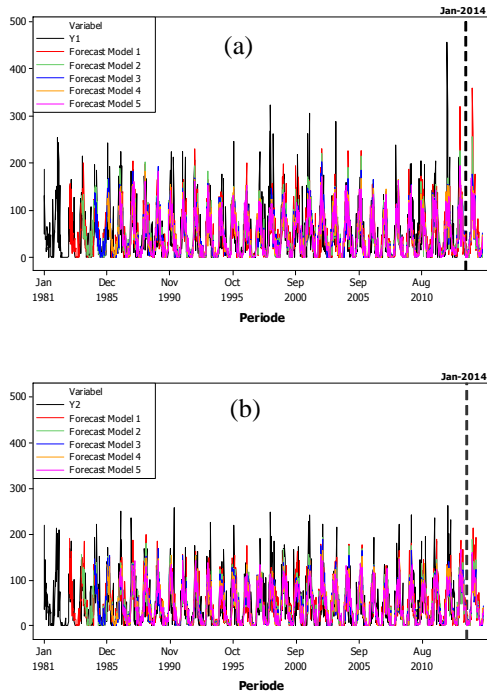 Jan-2014
500
400
300
200
100
0
Variabel
Y1
Forecast Model 1
Forecast Model 2
Forecast Model 3
Forecast Model 4
Forecast Model 5
(a)
Jan Dec Nov Oct Sep Sep Aug
1981 1985 1990 1995 2000 2005 2010
Periode
Jan-2014
500
400
300
200
100
0
Variabel
Y2
Forecast Model 1
Forecast Model 2
Forecast Model 3
Forecast Model 4
Forecast Model 5
(b)
Jan Dec Nov Oct Sep Sep Aug
1981 1985 1990 1995 2000 2005 2010
Periode